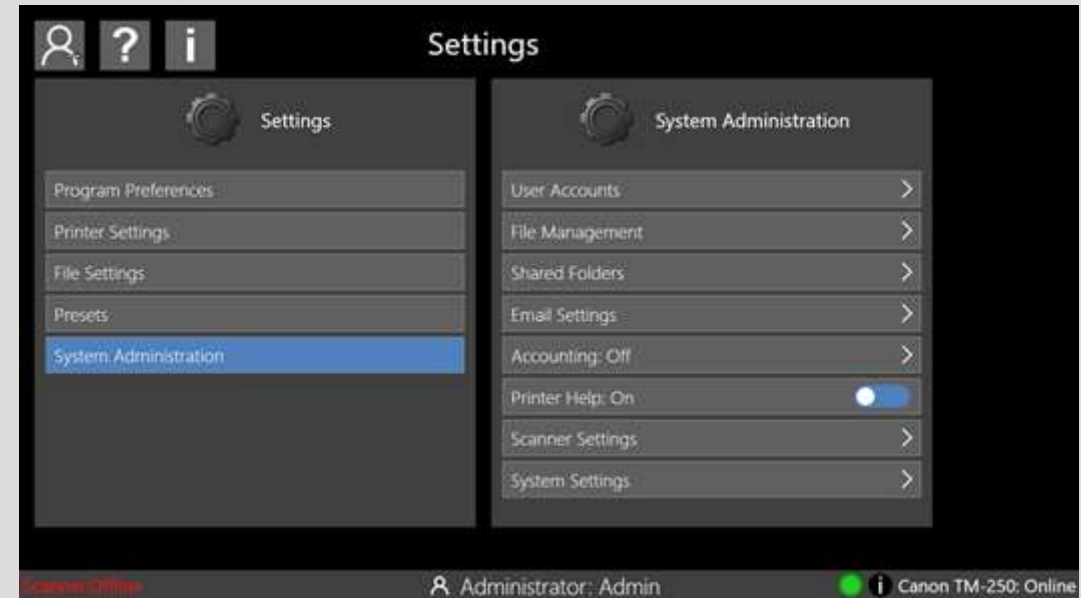 ? i Settings
Settings
Program Preferences
Printer Settings
File Settings
Presets
System Administration
System Administration
User Accounts
File Management
Shared Folders
Email Settings
Accounting: Off
Printer Help: On
Scanner Settings
System Settings
Scanner:Offline
Administrator: Admin
i Canon TM-250: Online